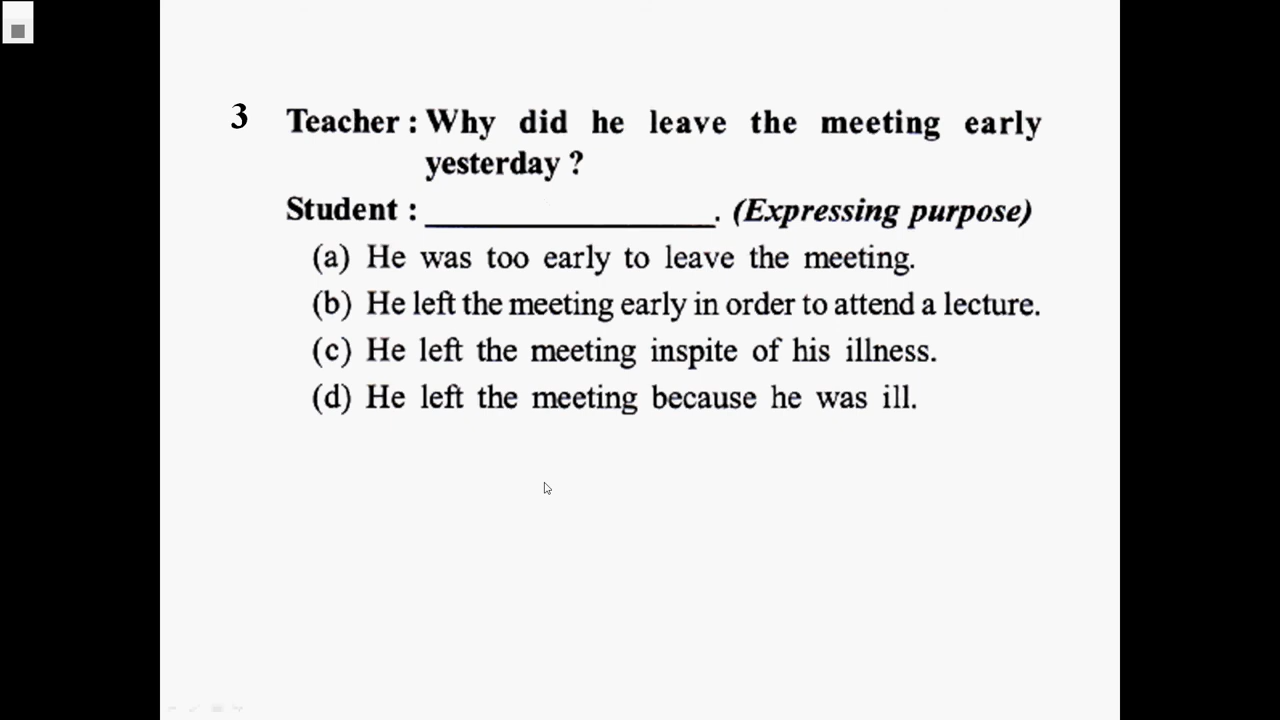 3 Teacher : Why did he leave the meeting early
yesterday ?
Student : ____________________. (Expressing purpose)
(a) He was too early to leave the meeting.
(b) He left the meeting early in order to attend a lecture.
(c) He left the meeting inspite of his illness.
(d) He left the meeting because he was ill.